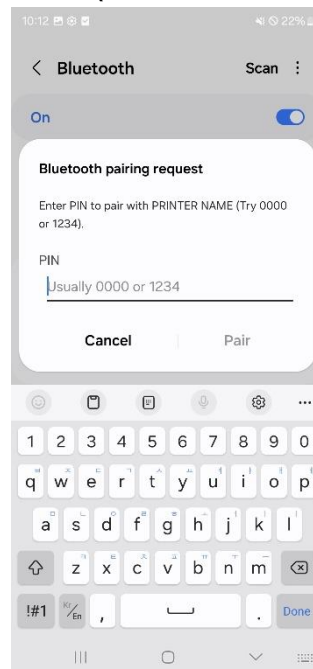 10:12 22%
Bluetooth Scan
On
Bluetooth pairing request
Enter PIN to pair with PRINTER NAME (Try 0000
or 1234).
PIN
Usually 0000 or 1234
Cancel Pair
1 2 3 4 5 6 7 8 9 0
q w e r t y u i o p
a s d f g h j k l
z x c v b n m
!#1 Kr/En , . Done